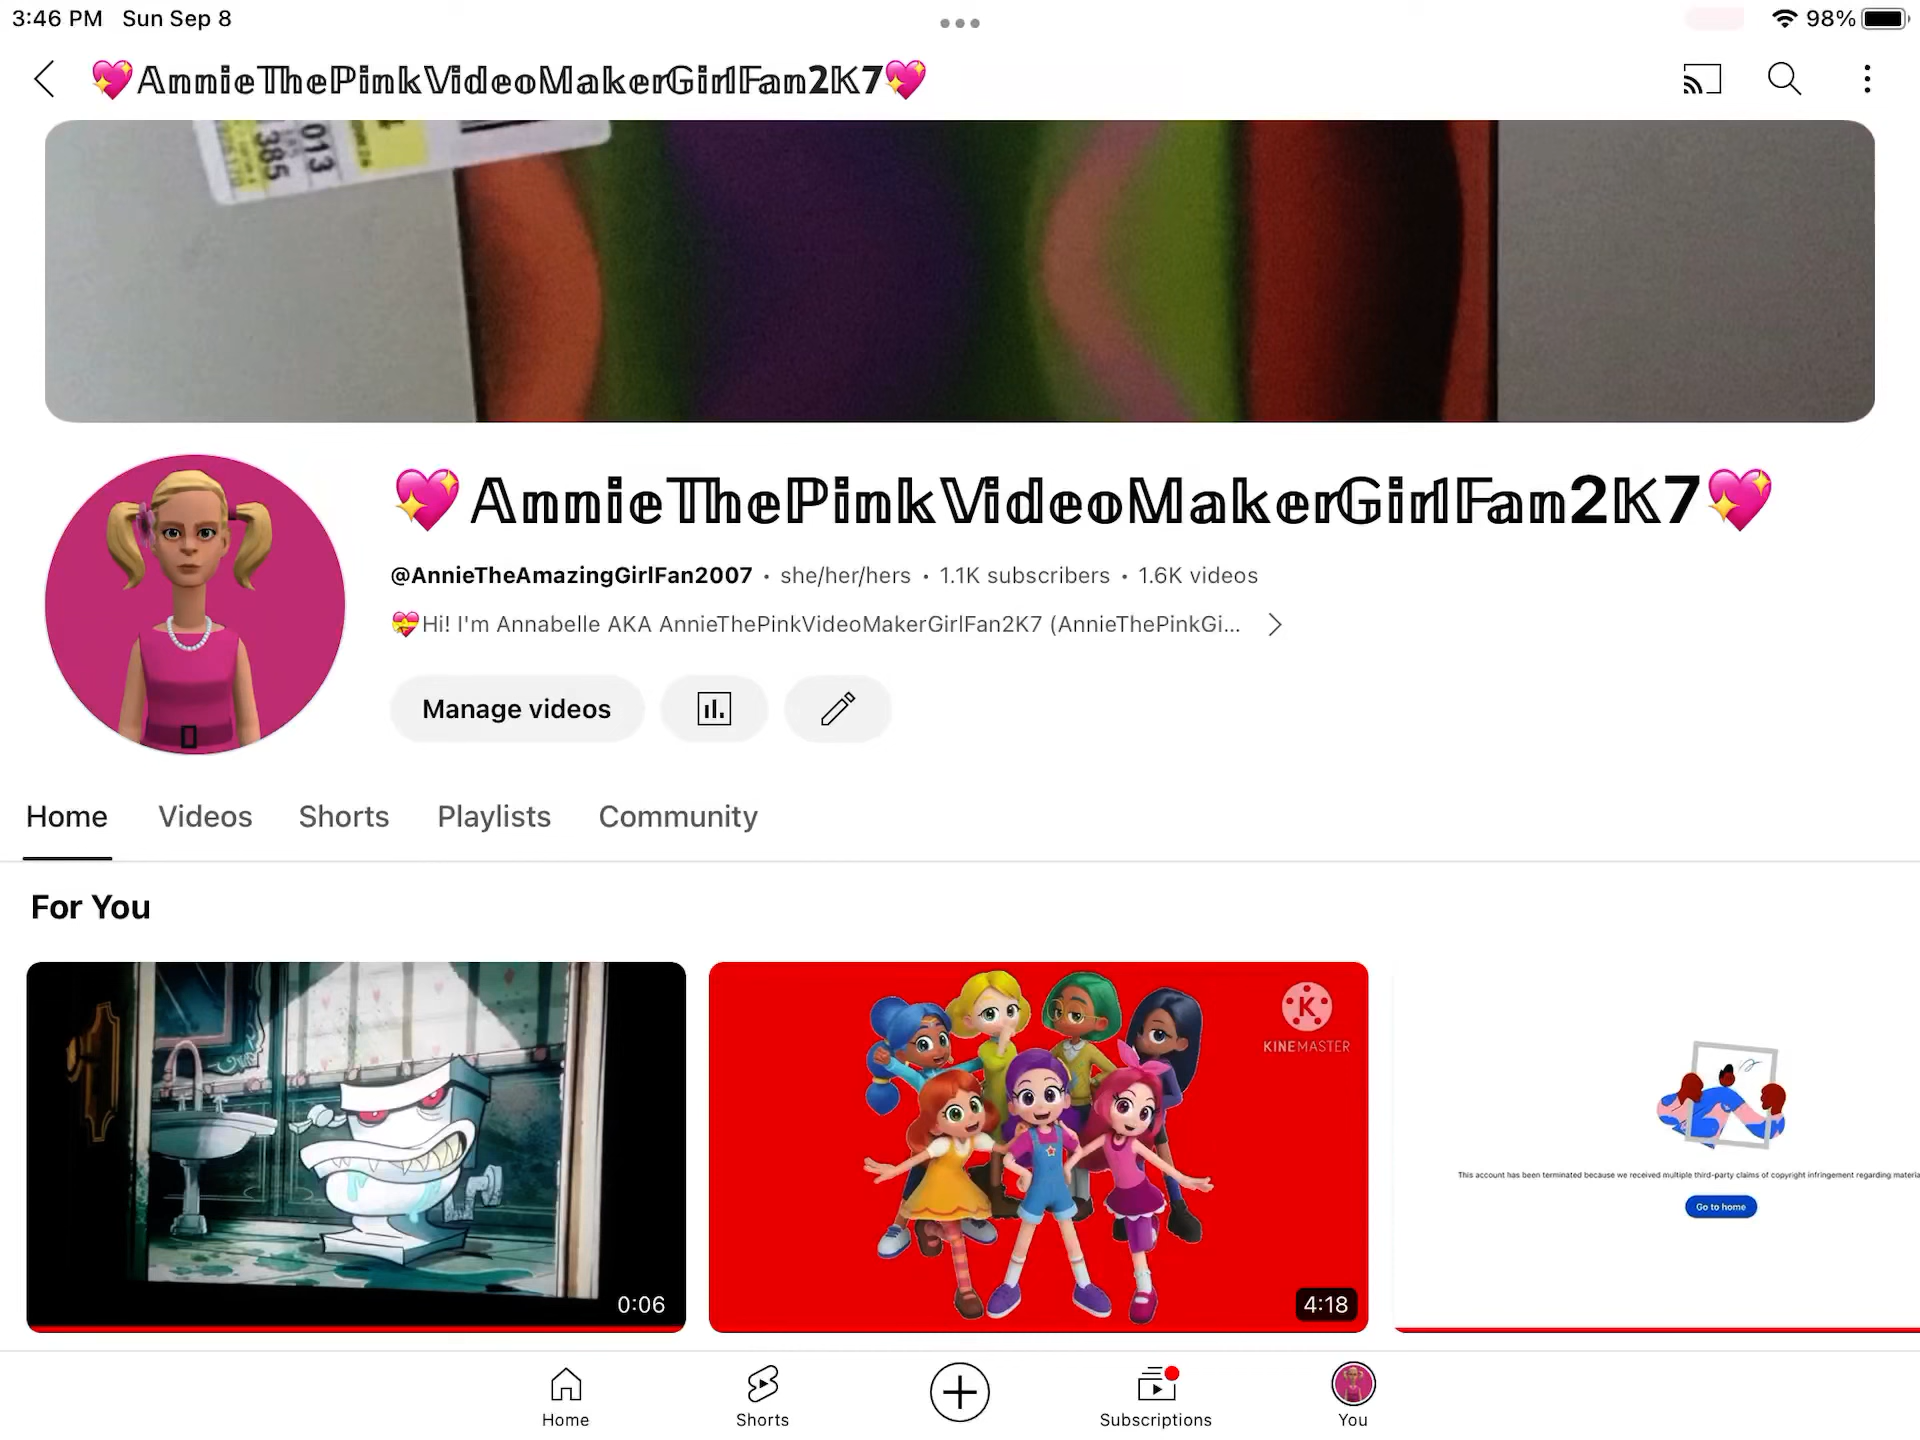 3:46 PM Sun Sep 8
98%
💖𝔸𝕟𝕟𝕚𝕖𝕋𝕙𝕖ℙ𝕚𝕟𝕜𝕍𝕚𝕕𝕖𝕠𝕄𝕒𝕜𝕖𝕣𝔾𝕚𝕣𝕝𝔽𝕒𝕟𝟚𝕂𝟟💖
013
385
💖𝔸𝕟𝕟𝕚𝕖𝕋𝕙𝕖ℙ𝕚𝕟𝕜𝕍𝕚𝕕𝕖𝕠𝕄𝕒𝕜𝕖𝕣𝔾𝕚𝕣𝕝𝔽𝕒𝕟𝟚𝕂𝟟💖
@AnnieTheAmazingGirlFan2007 • she/her/hers • 1.1K subscribers • 1.6K videos
💝Hi! I'm Annabelle AKA AnnieThePinkVideoMakerGirlFan2K7 (AnnieThePinkGi...
Manage videos
Home Videos Shorts Playlists Community
For You
0:06
K
KINEMASTER
4:18
This account has been terminated because we received multiple third-party claims of copyright infringement regarding materia
Go to home
Home Shorts Subscriptions You